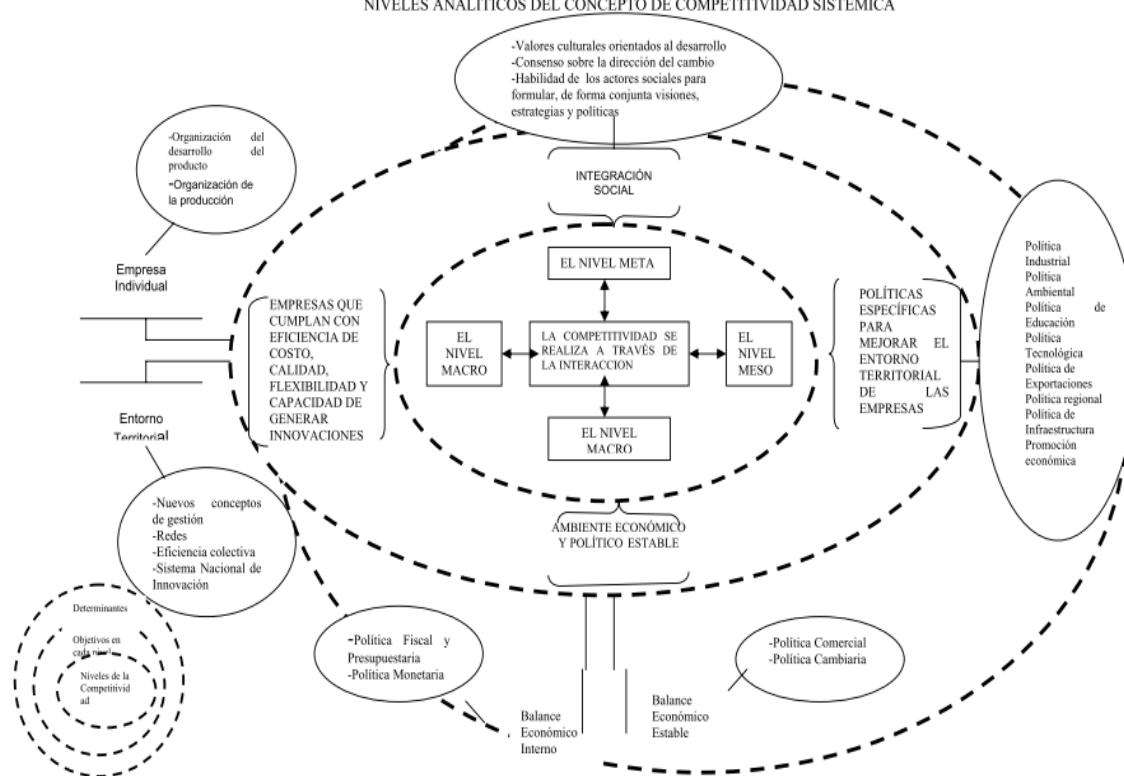 NIVELES ANALÍTICOS DEL CONCEPTO DE COMPETITIVIDAD SISTÉMICA
-Valores culturales orientados al desarrollo
-Consenso sobre la dirección del cambio
-Habilidad de los actores sociales para
formular, de forma conjunta visiones,
estrategias y políticas
-Organización del
desarrollo del
producto
-Organización de
la producción
INTEGRACIÓN
SOCIAL
Empresa
Individual
EL NIVEL META
EMPRESAS QUE
CUMPLAN CON
EFICIENCIA DE
COSTO,
CALIDAD,
FLEXIBILIDAD Y
CAPACIDAD DE
GENERAR
INNOVACIONES
EL
NIVEL
MACRO
LA COMPETITIVIDAD SE
REALIZA A TRAVÉS DE
LA INTERACCION
EL
NIVEL
MESO
EL NIVEL
MACRO
POLÍTICAS
ESPECÍFICAS
PARA
MEJORAR EL
ENTORNO
TERRITORIAL
DE LAS
EMPRESAS
Política
Industrial
Política
Ambiental
Política de
Educación
Política
Tecnológica
Política de
Exportaciones
Política regional
Política de
Infraestructura
Promoción
económica
Entorno
Territorial
-Nuevos conceptos
de gestión
-Redes
-Eficiencia colectiva
-Sistema Nacional de
Innovación
AMBIENTE ECONÓMICO
Y POLÍTICO ESTABLE
Determinantes
Objetivos en
cada nivel
Niveles de la
Competitivid
ad
-Política Fiscal y
Presupuestaria
-Política Monetaria
-Política Comercial
-Política Cambiaria
Balance
Económico
Interno
Balance
Económico
Estable